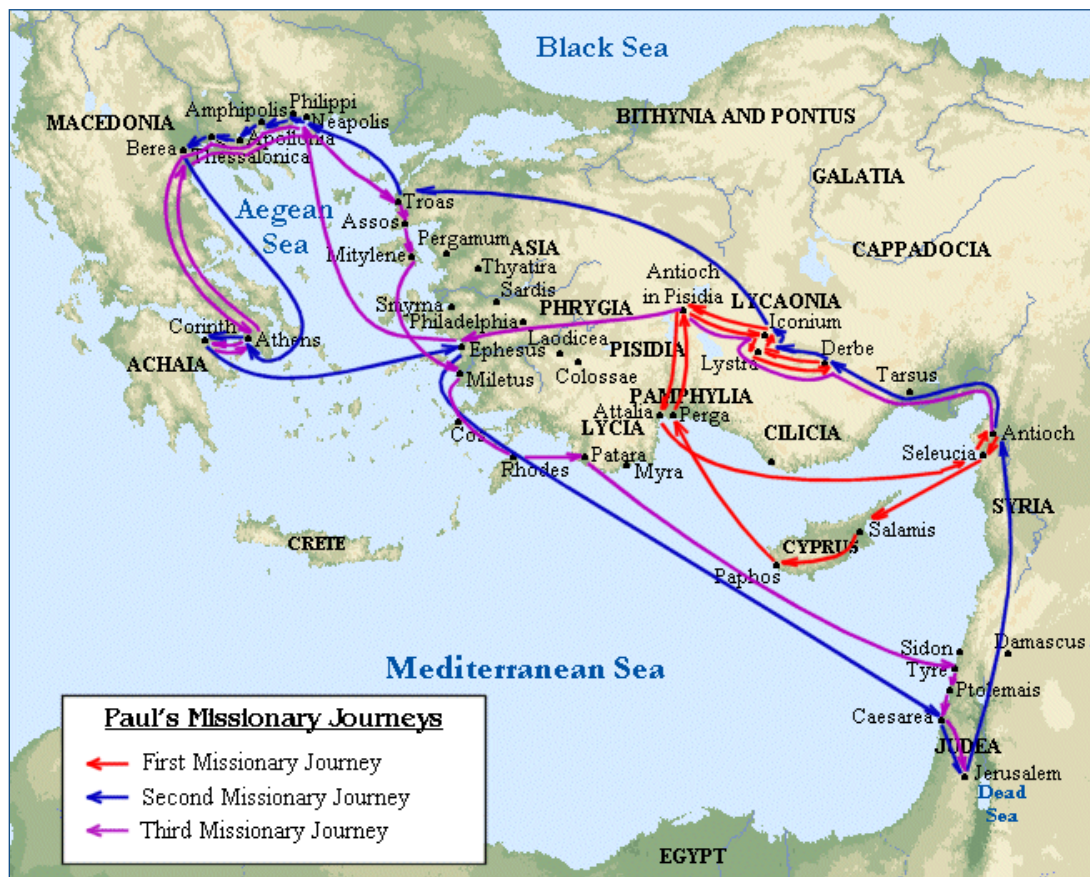 Black Sea
Philippi
Amphipolis
Neapolis
MACEDONIA
BITHYNIA AND PONTUS
Apollonia
Berea
Thessalonica
GALATIA
Troas
Aegean
Sea
Assos
Pergamum
ASIA
CAPPADOCIA
Mitylene
Thyatira
Antioch
in Pisidia
Sardis
LYCAONIA
Smyrna
PHRYGIA
Philadelphia
Iconium
Corinth
Athens
Laodicea
Ephesus
PISIDIA
Derbe
ACHAIA
Lystra
Colossae
Miletus
Tarsus
PAMPHYLIA
Attalia
Perga
Cos
LYCIA
CILICIA
Antioch
Seleucia
Rhodes
Patara
Myra
SYRIA
Salamis
CRETE
CYPRUS
Paphos
Sidon
Damascus
Mediterranean Sea
Tyre
Ptolemais
Caesarea
JUDEA
Jerusalem
Dead
Sea
EGYPT
Paul's Missionary Journeys
First Missionary Journey
Second Missionary Journey
Third Missionary Journey